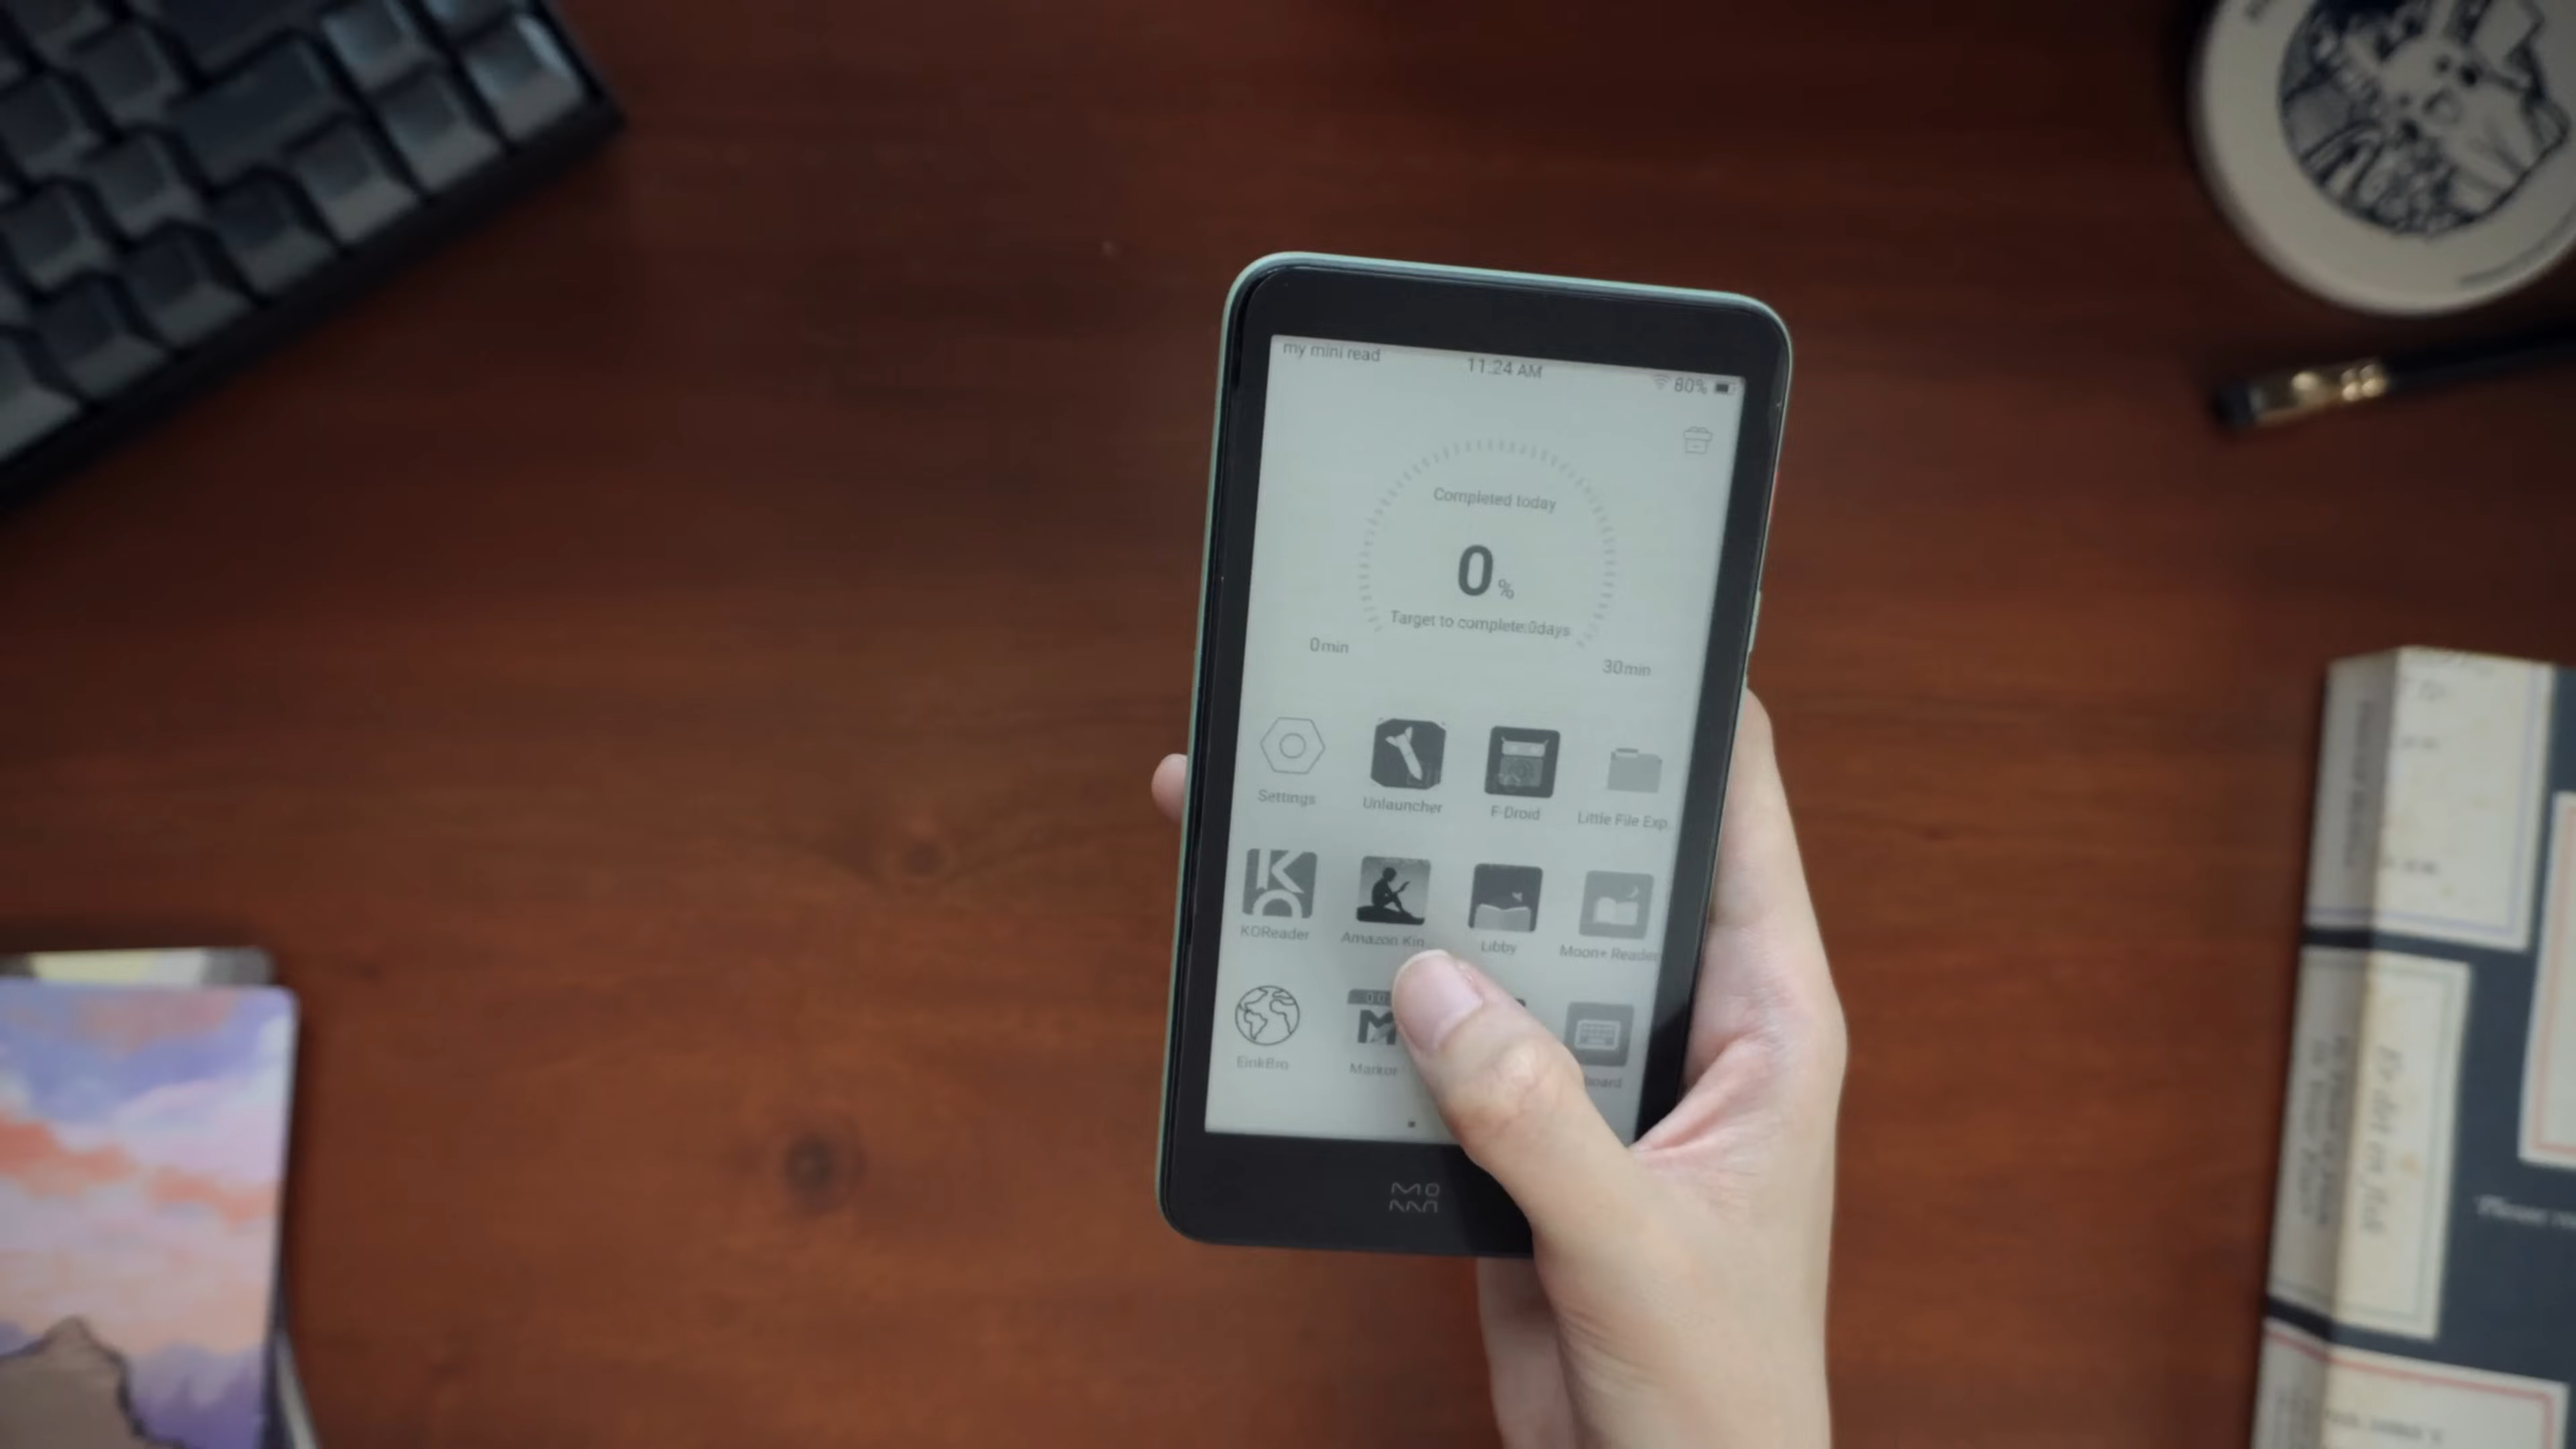 my mini read
11:24 AM
80%
Completed today
0 %
Target to complete:0days
0min
30min
Settings
Unlauncher
F-Droid
Little File Exp.
KOReader
Amazon Kin
Libby
Moon+ Reader
EinkBro
Markor
board